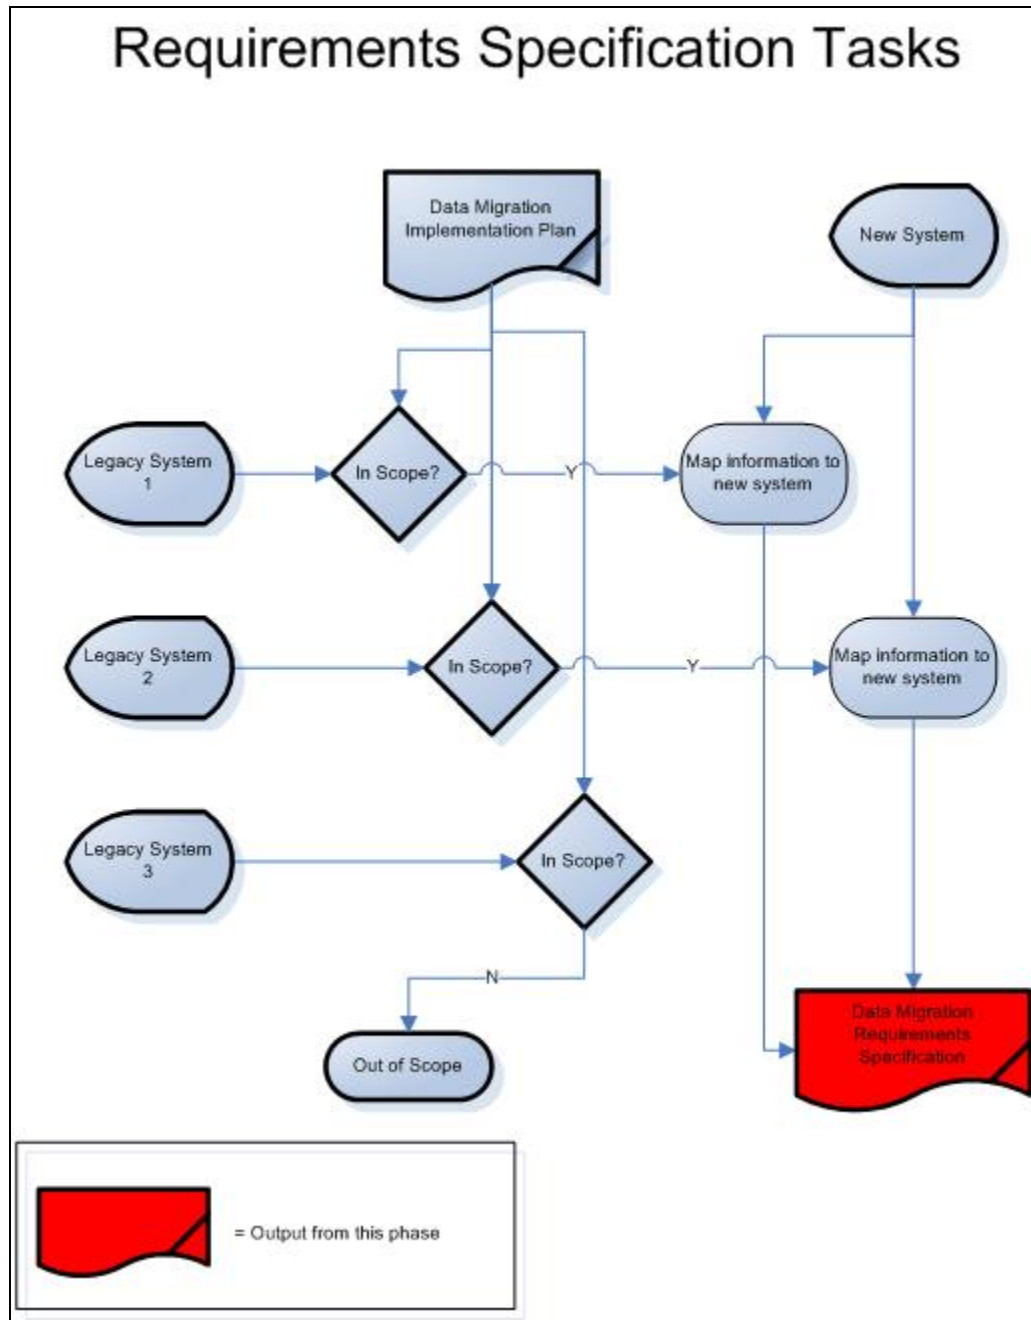 Requirements Specification Tasks
Data Migration
Implementation Plan
New System
Legacy System
1
In Scope?
Y
Map information to
new system
Legacy System
2
In Scope?
Y
Map information to
new system
Legacy System
3
In Scope?
N
Out of Scope
Data Migration
Requirements
Specification
= Output from this phase